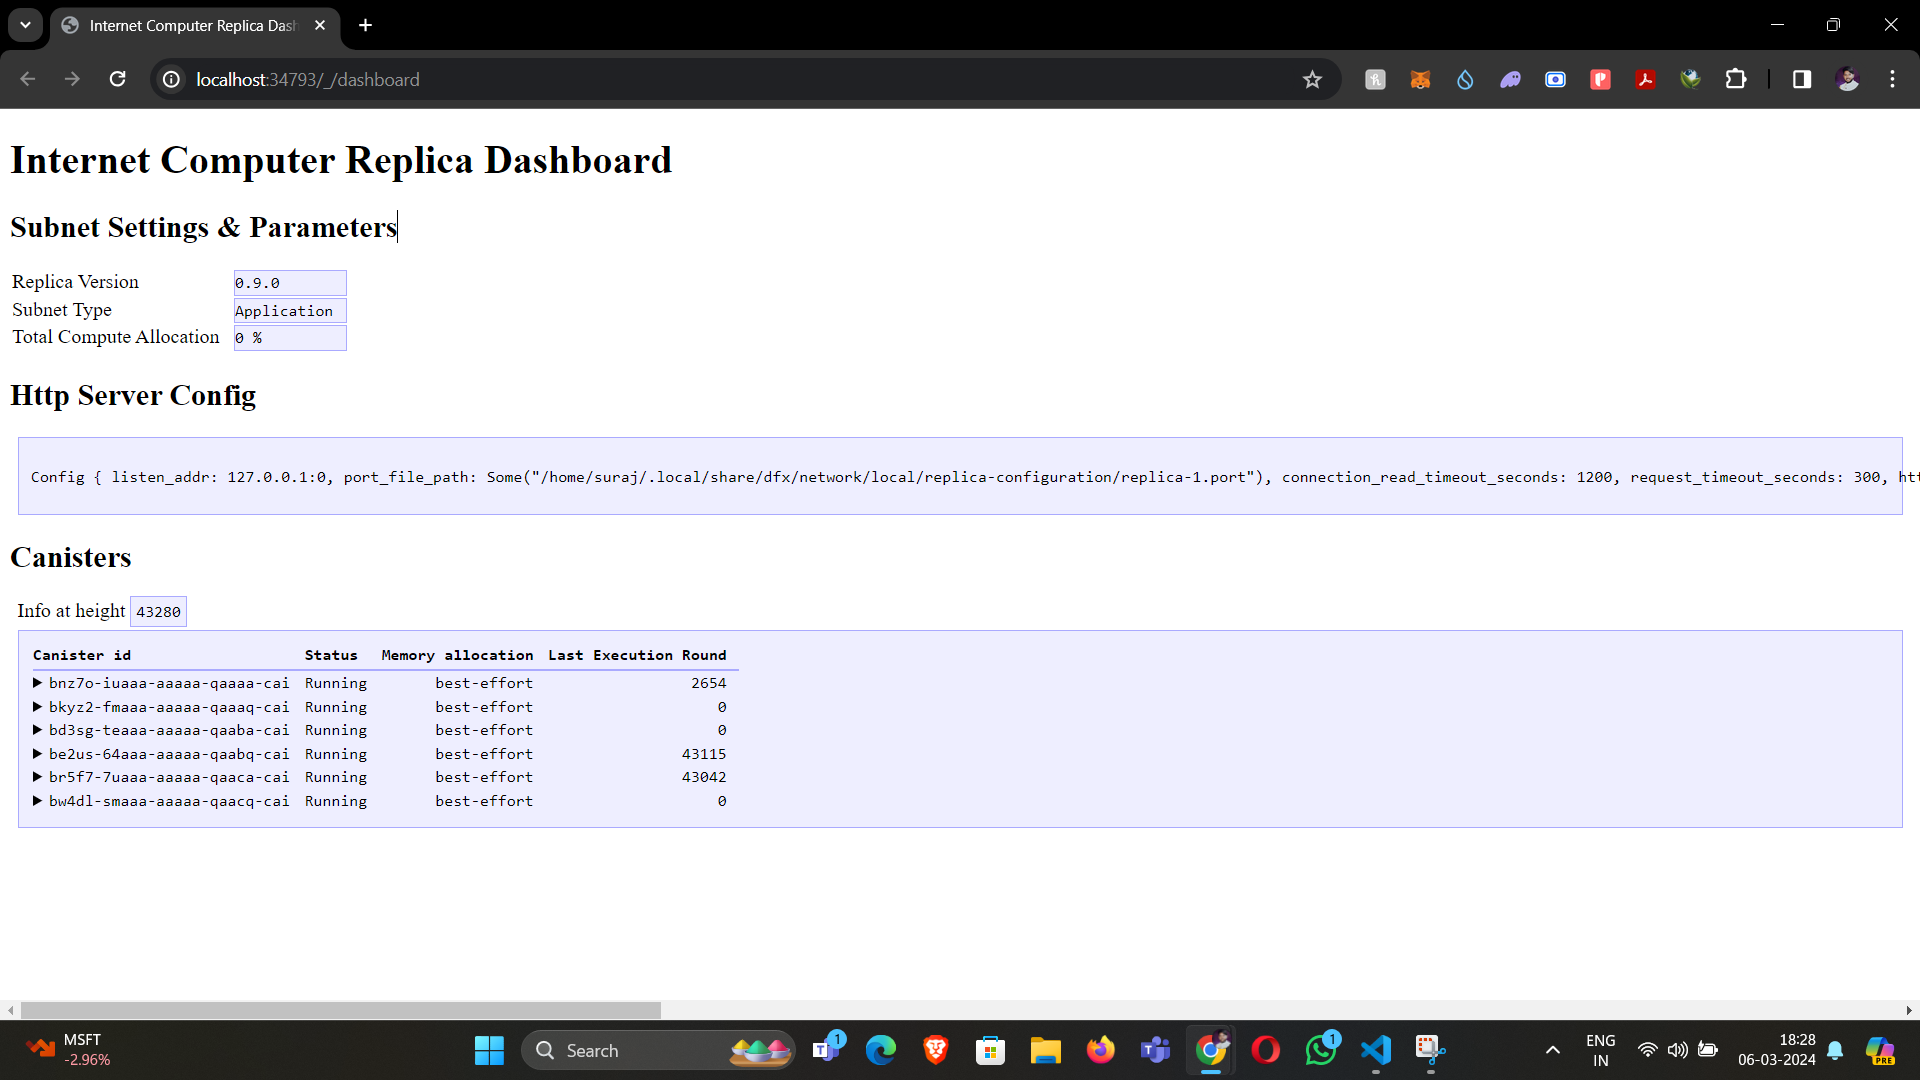 Internet Computer Replica Dash
localhost:34793/_/dashboard
Internet Computer Replica Dashboard
Subnet Settings & Parameters
Replica Version 0.9.0
Subnet Type Application
Total Compute Allocation 0 %
Http Server Config
Config { listen_addr: 127.0.0.1:0, port_file_path: Some("/home/suraj/.local/share/dfx/network/local/replica-configuration/replica-1.port"), connection_read_timeout_seconds: 1200, request_timeout_seconds: 300, htt
Canisters
Info at height 43280
Canister id Status Memory allocation Last Execution Round
bnz7o-iuaaa-aaaaa-qaaaa-cai Running best-effort 2654
bkyz2-fmaaa-aaaaa-qaaaq-cai Running best-effort 0
bd3sg-teaaa-aaaaa-qaaba-cai Running best-effort 0
be2us-64aaa-aaaaa-qaabq-cai Running best-effort 43115
br5f7-7uaaa-aaaaa-qaaca-cai Running best-effort 43042
bw4dl-smaaa-aaaaa-qaacq-cai Running best-effort 0
MSFT
-2.96%
Search
1
1
ENG
IN
18:28
06-03-2024
PRE